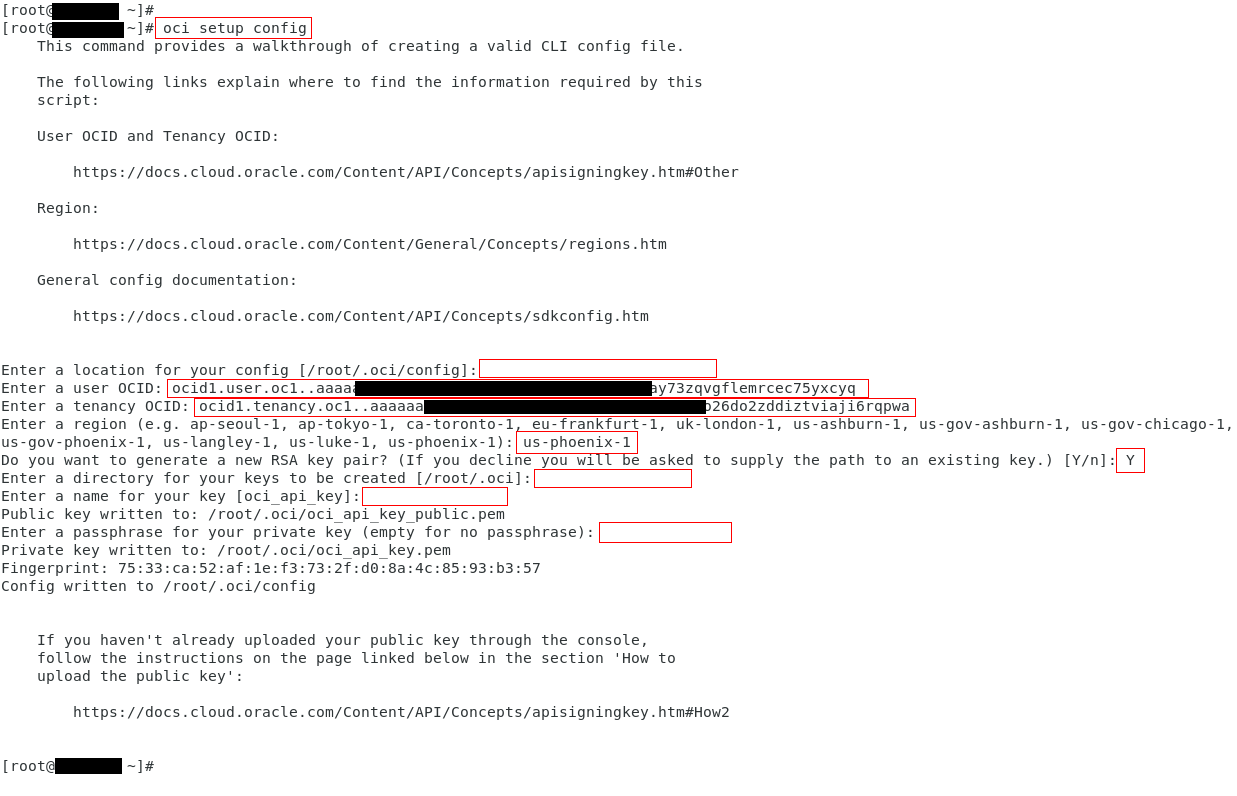 [root@ ~]#
[root@ ~]# oci setup config
This command provides a walkthrough of creating a valid CLI config file.
The following links explain where to find the information required by this
script:
User OCID and Tenancy OCID:
https://docs.cloud.oracle.com/Content/API/Concepts/apisigningkey.htm#Other
Region:
https://docs.cloud.oracle.com/Content/General/Concepts/regions.htm
General config documentation:
https://docs.cloud.oracle.com/Content/API/Concepts/sdkconfig.htm
Enter a location for your config [/root/.oci/config]:
Enter a user OCID: ocid1.user.oc1..aaaaa ay73zqvgflemrcec75yxcyq
Enter a tenancy OCID: ocid1.tenancy.oc1..aaaaaa o26do2zddiztviaji6rqpwa
Enter a region (e.g. ap-seoul-1, ap-tokyo-1, ca-toronto-1, eu-frankfurt-1, uk-london-1, us-ashburn-1, us-gov-ashburn-1, us-gov-chicago-1,
us-gov-phoenix-1, us-langley-1, us-luke-1, us-phoenix-1): us-phoenix-1
Do you want to generate a new RSA key pair? (If you decline you will be asked to supply the path to an existing key.) [Y/n]: Y
Enter a directory for your keys to be created [/root/.oci]:
Enter a name for your key [oci_api_key]:
Public key written to: /root/.oci/oci_api_key_public.pem
Enter a passphrase for your private key (empty for no passphrase):
Private key written to: /root/.oci/oci_api_key.pem
Fingerprint: 75:33:ca:52:af:1e:f3:73:2f:d0:8a:4c:85:93:b3:57
Config written to /root/.oci/config
If you haven't already uploaded your public key through the console,
follow the instructions on the page linked below in the section 'How to
upload the public key':
https://docs.cloud.oracle.com/Content/API/Concepts/apisigningkey.htm#How2
[root@ ~]#